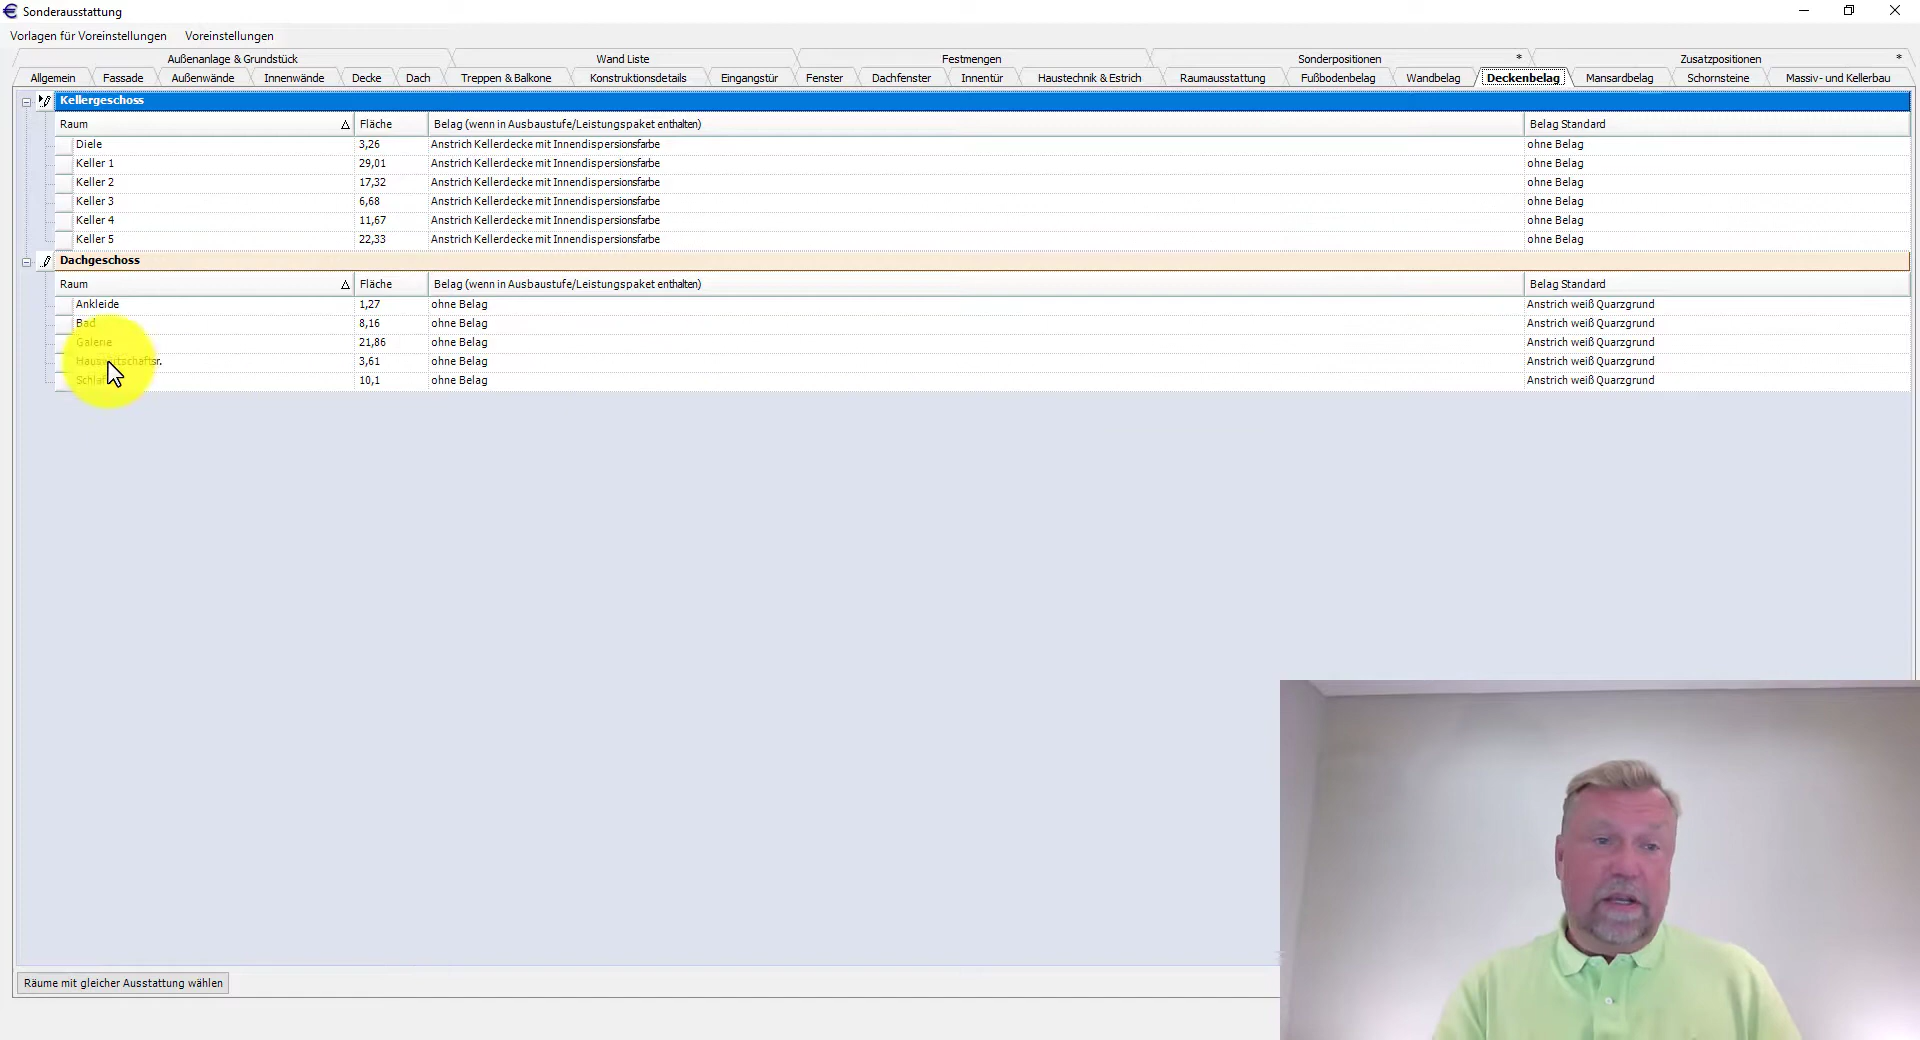 Sonderausstattung
Vorlagen für Voreinstellungen Voreinstellungen
Außenanlage & Grundstück Wand Liste Festmengen Sonderpositionen * Zusatzpositionen *
Allgemein Fassade Außenwände Innenwände Decke Dach Treppen & Balkone Konstruktionsdetails Eingangstür Fenster Dachfenster Innentür Haustechnik & Estrich Raumausstattung Fußbodenbelag Wandbelag Deckenbelag Mansardbelag Schornsteine Massiv- und Kellerbau
Kellergeschoss
Raum Fläche Belag (wenn in Ausbaustufe/Leistungspaket enthalten) Belag Standard
Diele 3,26 Anstrich Kellerdecke mit Innendispersionsfarbe ohne Belag
Keller 1 29,01 Anstrich Kellerdecke mit Innendispersionsfarbe ohne Belag
Keller 2 17,32 Anstrich Kellerdecke mit Innendispersionsfarbe ohne Belag
Keller 3 6,68 Anstrich Kellerdecke mit Innendispersionsfarbe ohne Belag
Keller 4 11,67 Anstrich Kellerdecke mit Innendispersionsfarbe ohne Belag
Keller 5 22,33 Anstrich Kellerdecke mit Innendispersionsfarbe ohne Belag
Dachgeschoss
Raum Fläche Belag (wenn in Ausbaustufe/Leistungspaket enthalten) Belag Standard
Ankleide 1,27 ohne Belag Anstrich weiß Quarzgrund
Bad 8,16 ohne Belag Anstrich weiß Quarzgrund
Galerie 21,86 ohne Belag Anstrich weiß Quarzgrund
Hauswirtschaftsr. 3,61 ohne Belag Anstrich weiß Quarzgrund
10,1 ohne Belag Anstrich weiß Quarzgrund
Räume mit gleicher Ausstattung wählen